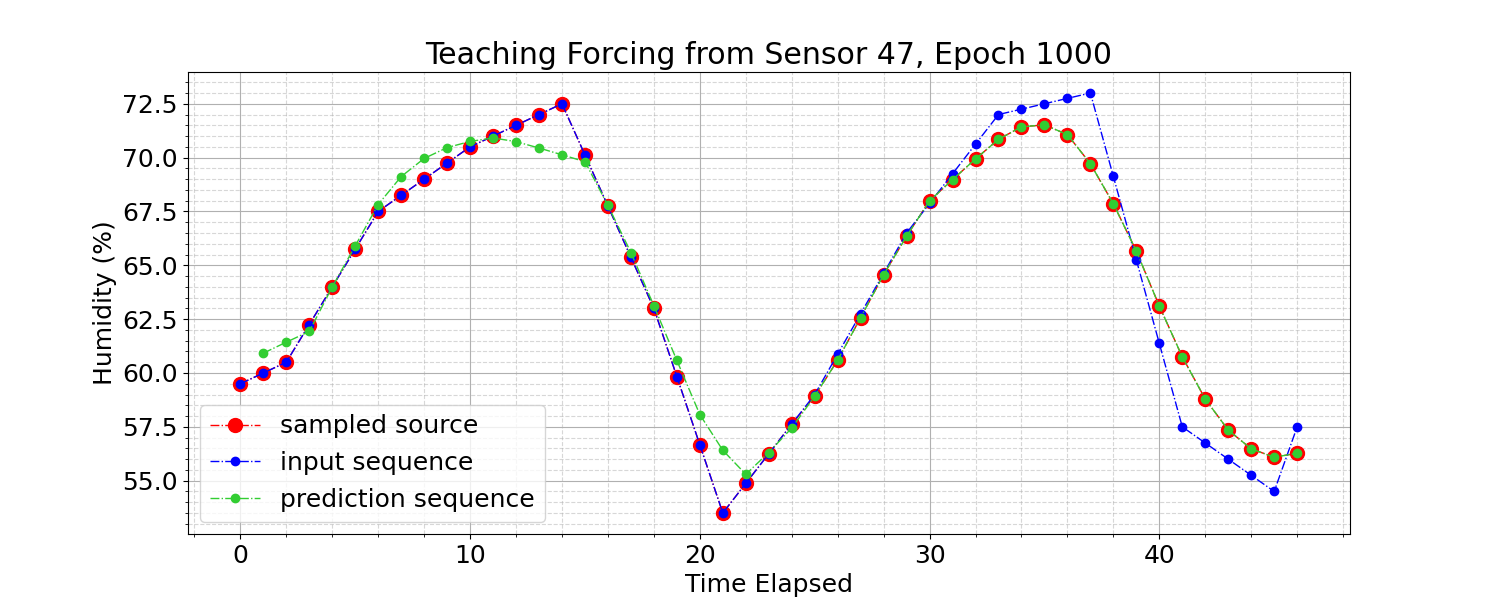 Teaching Forcing from Sensor 47, Epoch 1000
Humidity (%)
72.5
70.0
67.5
65.0
62.5
60.0
57.5
55.0
sampled source
input sequence
prediction sequence
0 10 20 30 40
Time Elapsed